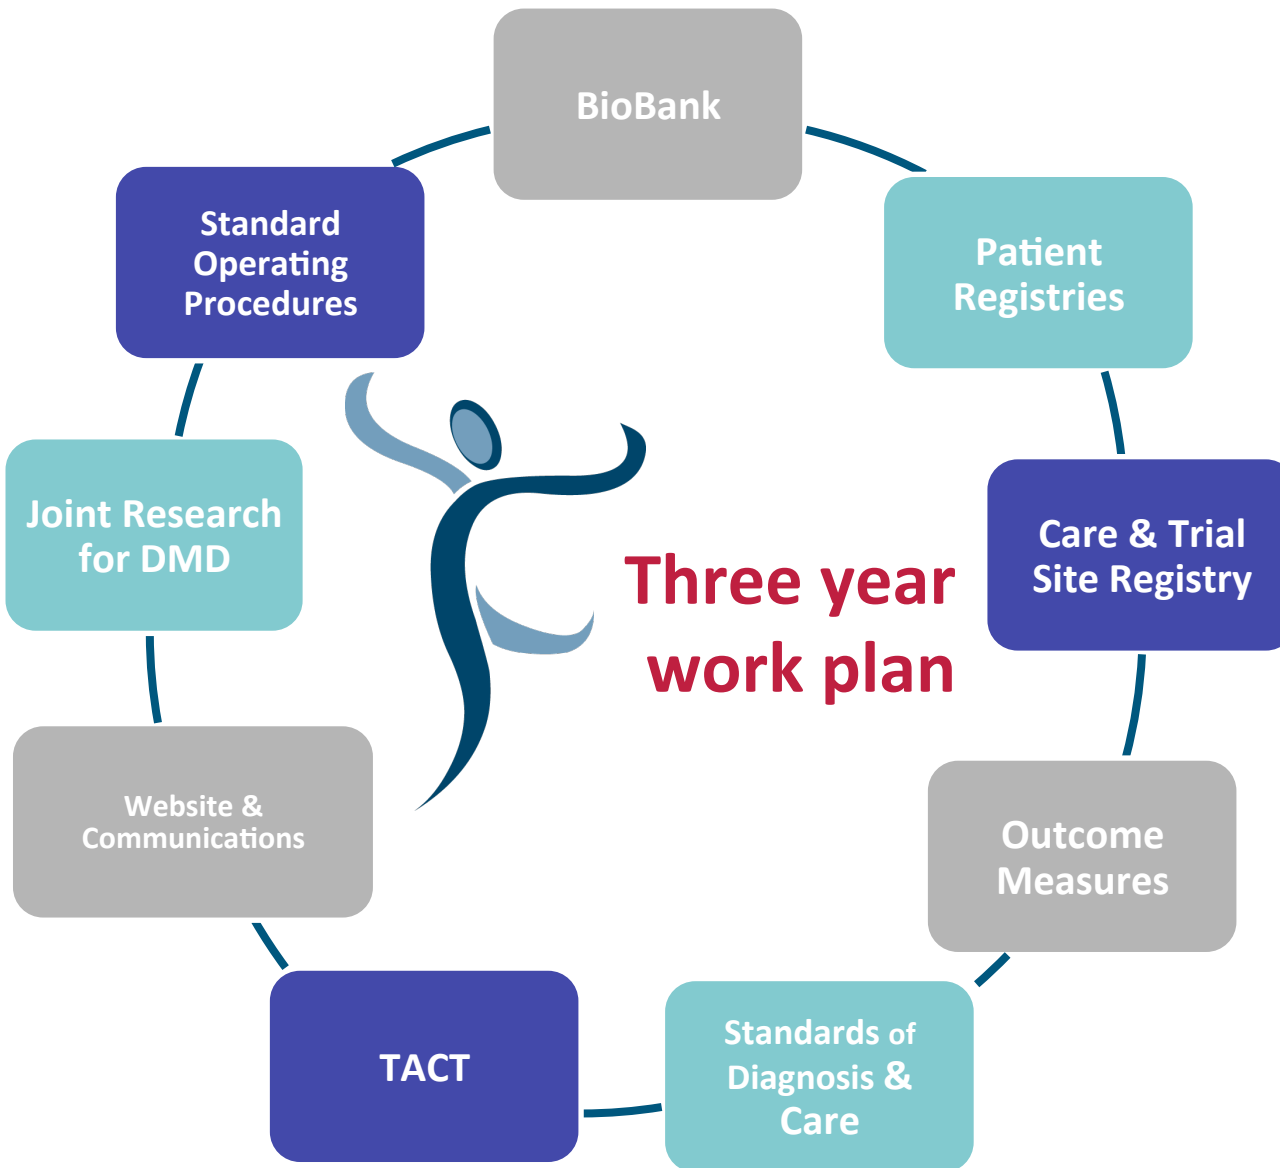 BioBank
Patient
Registries
Care & Trial
Site Registry
Outcome
Measures
Standards of
Diagnosis &
Care
TACT
Website &
Communications
Joint Research
for DMD
Standard
Operating
Procedures
Three year
work plan